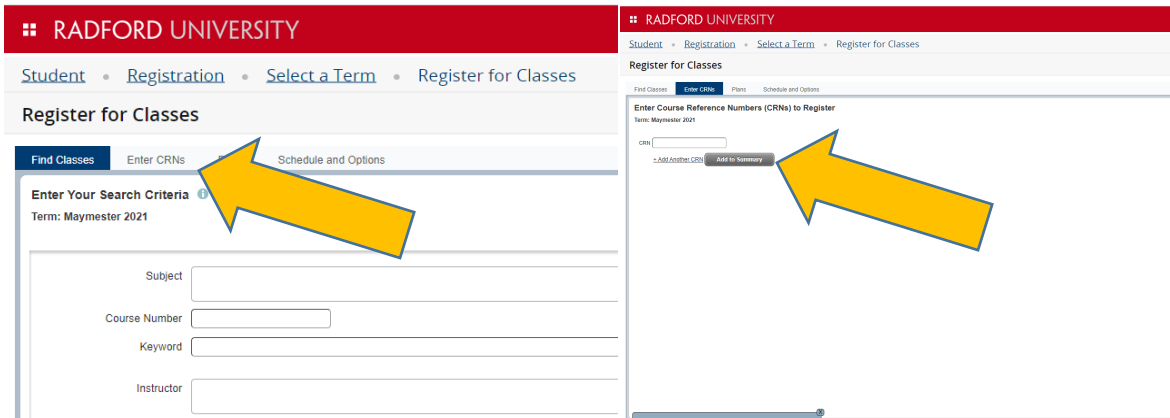 RADFORD UNIVERSITY
Student • Registration • Select a Term • Register for Classes
Register for Classes
Find Classes Enter CRNs Schedule and Options
Enter Your Search Criteria
Term: Maymester 2021
Subject
Course Number
Keyword
Instructor
RADFORD UNIVERSITY
Student • Registration • Select a Term • Register for Classes
Register for Classes
Find Classes Enter CRNs Plans Schedule and Options
Enter Course Reference Numbers (CRNs) to Register
Term: Maymester 2021
CRN
+ Add Another CRN Add to Summary